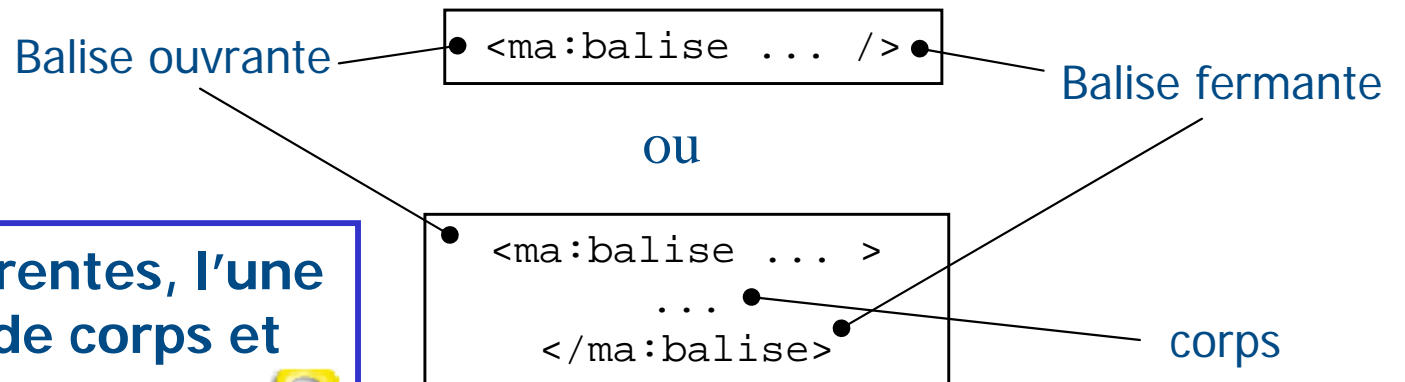 <ma:balise ... />
Balise ouvrante
Balise fermante
ou
<ma:balise ... >
...
</ma:balise>
corps
rentes, l’une
de corps et